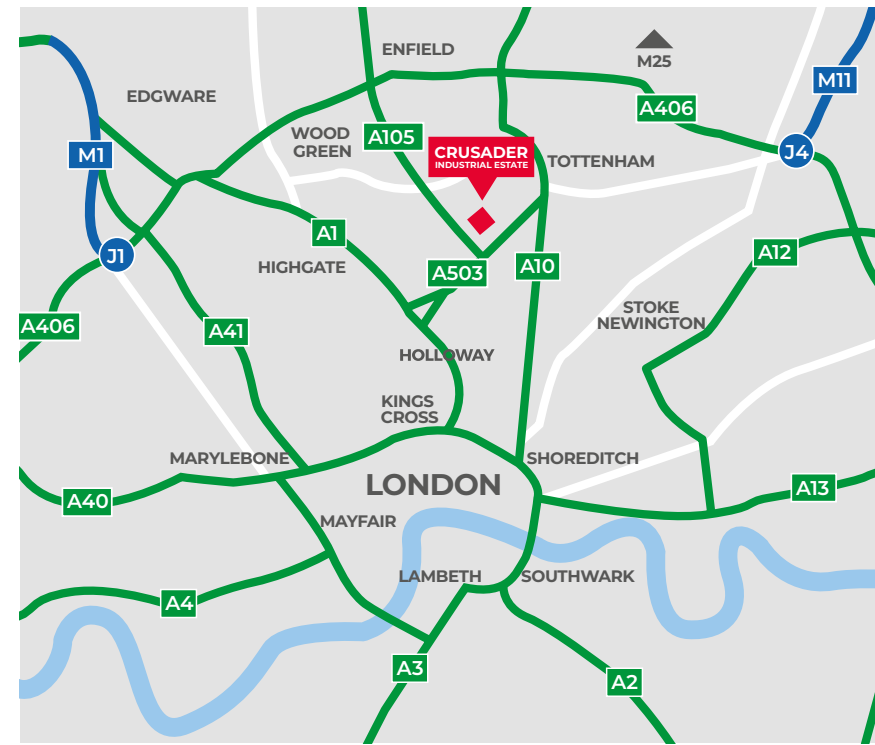 ENFIELD
M25
M11
EDGWARE
A406
WOOD
GREEN
A105
CRUSADER
INDUSTRIAL ESTATE
M1
TOTTENHAM
J4
A1
J1
HIGHGATE
A503
A10
A12
A406
A41
STOKE
NEWINGTON
HOLLOWAY
KINGS
CROSS
MARYLEBONE
SHOREDITCH
LONDON
A40
A13
MAYFAIR
LAMBETH
SOUTHWARK
A4
A3
A2